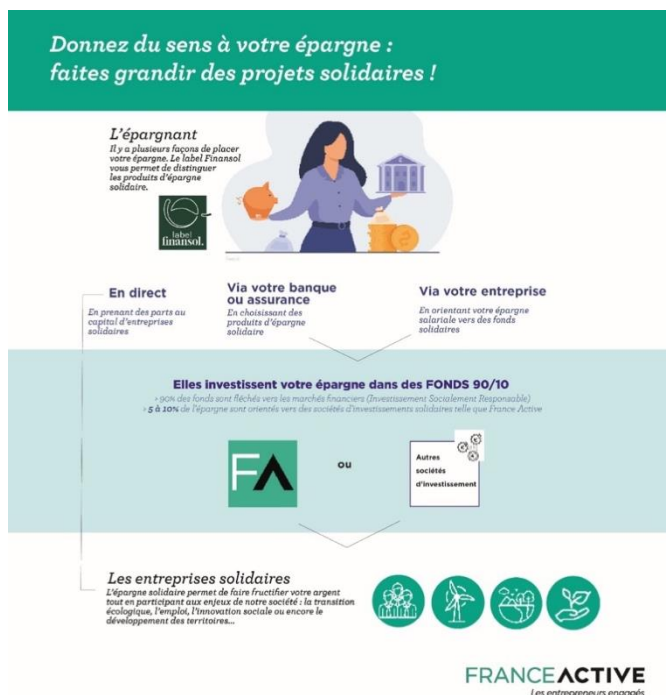 Donnez du sens à votre épargne :
faites grandir des projets solidaires !
L'épargnant
Il y a plusieurs façons de placer
votre épargne. Le label Finansol
vous permet de distinguer
les produits d'épargne
solidaire.
label
finansol.
En direct
En prenant des parts au
capital d'entreprises
solidaires
Via votre banque
ou assurance
En choisissant des
produits d'épargne
solidaire
Via votre entreprise
En orientant votre épargne
salariale vers des fonds
solidaires
Elles investissent votre épargne dans des FONDS 90/10
> 90% des fonds sont fléchés vers les marchés financiers (Investissement Socialement Responsable)
> 5 à 10% de l'épargne sont orientés vers des sociétés d'investissements solidaires telle que France Active
FA
ou
Autres
sociétés
d'investissement
Les entreprises solidaires
L'épargne solidaire permet de faire fructifier votre argent
tout en participant aux enjeux de notre société : la transition
écologique, l'emploi, l'innovation sociale ou encore le
développement des territoires...
FRANCE ACTIVE
Les entrepreneurs engagés